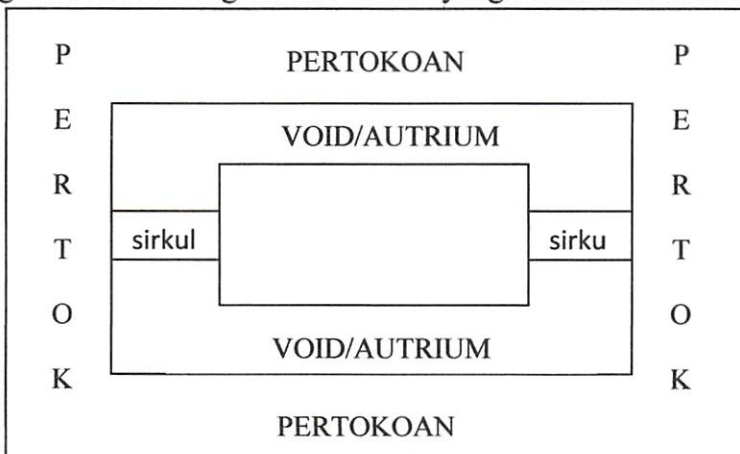 PERTOKOAN
P
E
R
T
O
K
VOID/AUTRIUM
sirkul
sirku
VOID/AUTRIUM
P
E
R
T
O
K
PERTOKOAN